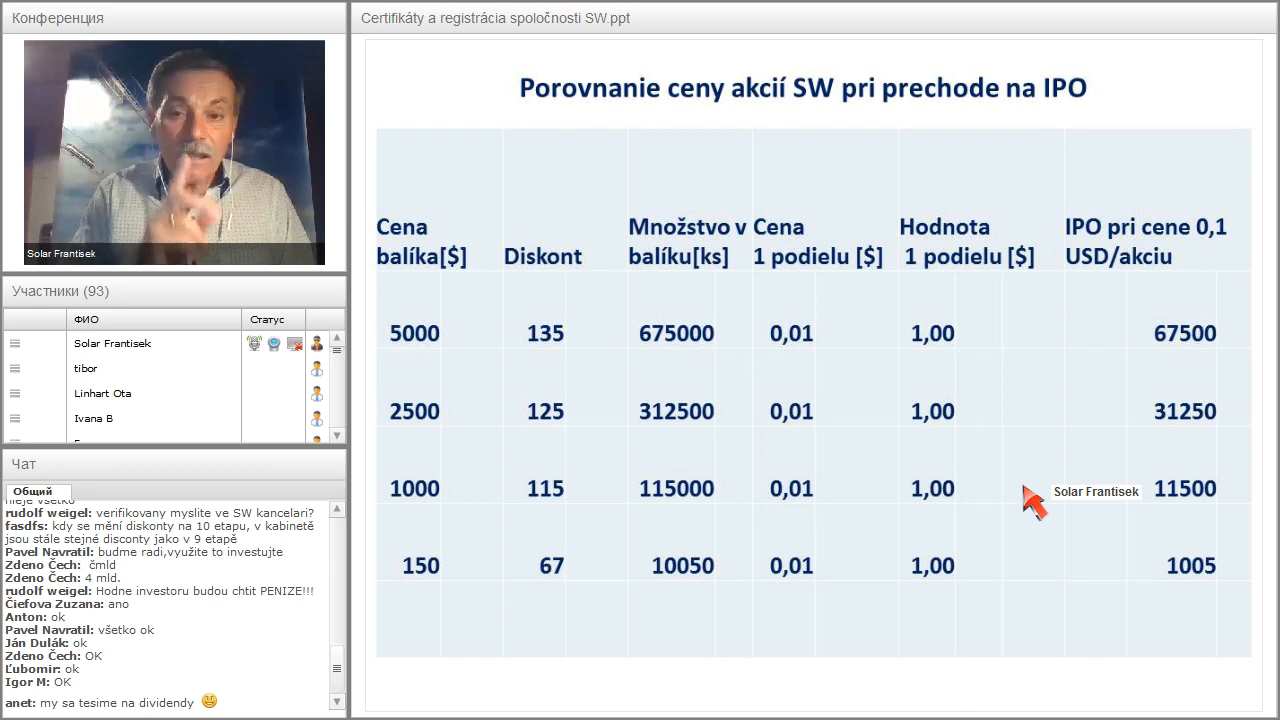 Конференция
Solar Frantisek
Участники (93)
ФИО
Статус
Solar Frantisek
tibor
Linhart Ota
Ivana B
Чат
Общий
nieje všetko
rudolf weigel: verifikovany myslite ve SW kancelari?
fasdfs: kdy se mění diskonty na 10 etapu, v kabinetě
jsou stále stejné disconty jako v 9 etapě
Pavel Navratil: budme radi,využite to investujte
Zdeno Čech: čmld
Zdeno Čech: 4 mld.
rudolf weigel: Hodne investoru budou chtit PENIZE!!!
Čiefova Zuzana: ano
Anton: ok
Pavel Navratil: všetko ok
Ján Dulák: ok
Zdeno Čech: OK
Ľubomir: ok
Igor M: OK
anet: my sa tesime na dividendy
Certifikáty a registrácia spoločnosti SW.ppt
Porovnanie ceny akcií SW pri prechode na IPO
Cena
balíka[$]
Diskont
Množstvo v
balíku[ks]
Cena
1 podielu [$]
Hodnota
1 podielu [$]
IPO pri cene 0,1
USD/akciu
5000 135 675000 0,01 1,00 67500
2500 125 312500 0,01 1,00 31250
1000 115 115000 0,01 1,00 11500
Solar Frantisek
150 67 10050 0,01 1,00 1005